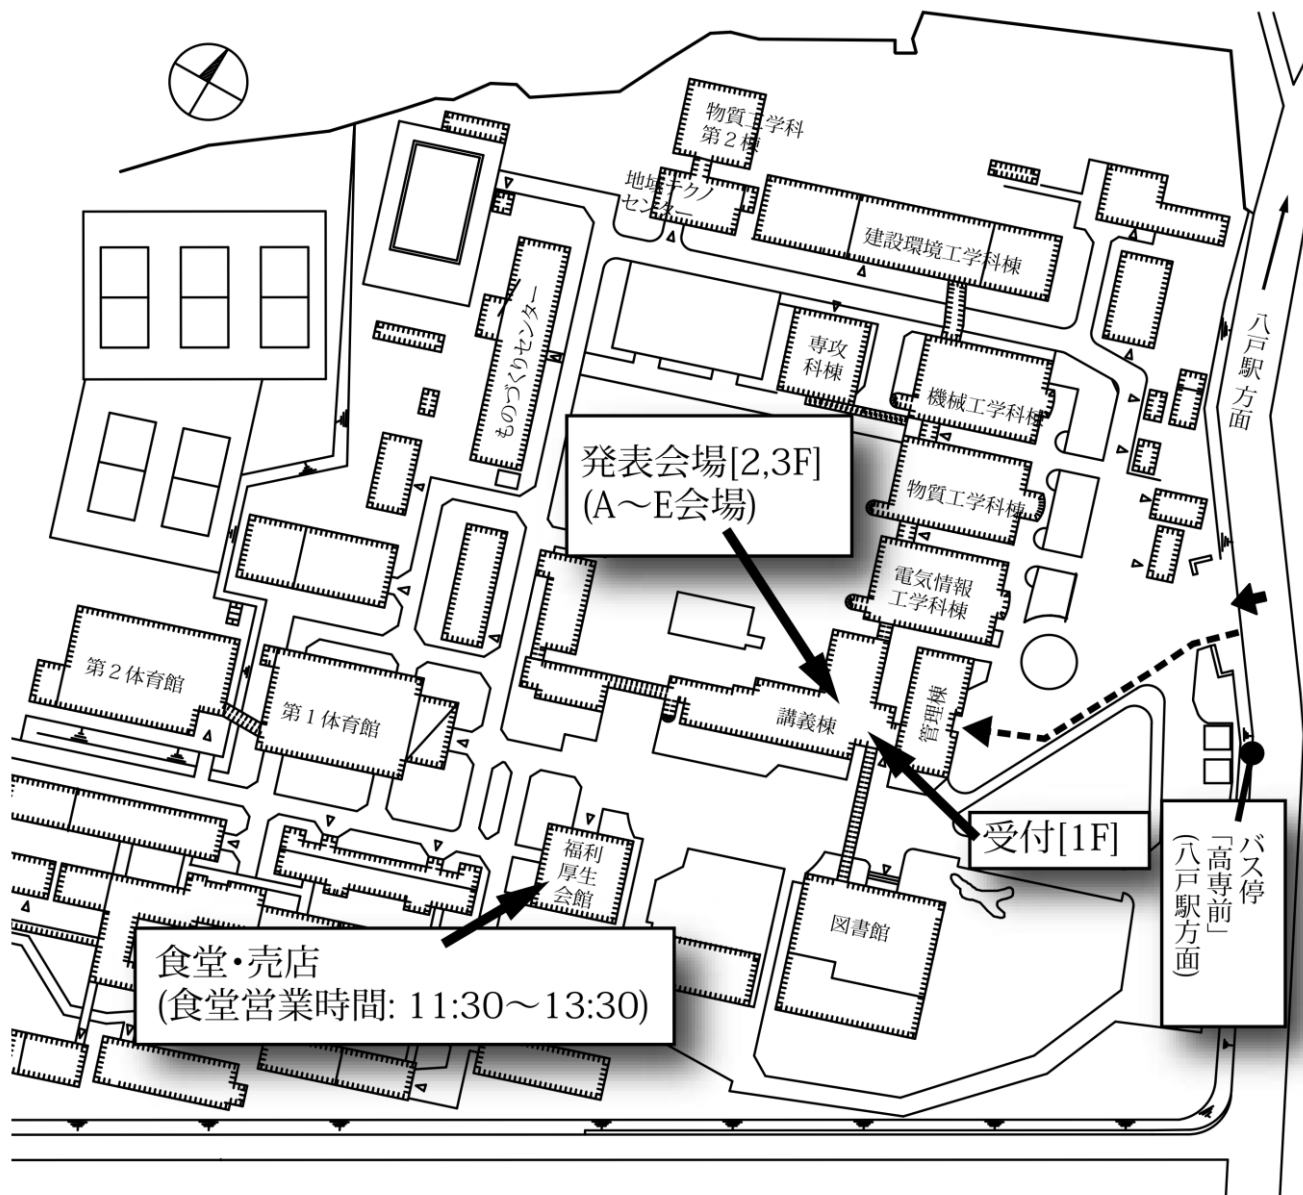 物質工学科
第2棟
地域テクノ
センター
建設環境工学科棟
八戸駅方面
ものづくりセンター
専攻
科棟
機械工学科棟
発表会場[2,3F]
(A～E会場)
物質工学科棟
電気情報
工学科棟
第2体育館
第1体育館
講義棟
管理棟
受付[1F]
バス停
「高専前」
(八戸駅方面)
福利
厚生
会館
図書館
食堂・売店
(食堂営業時間: 11:30～13:30)